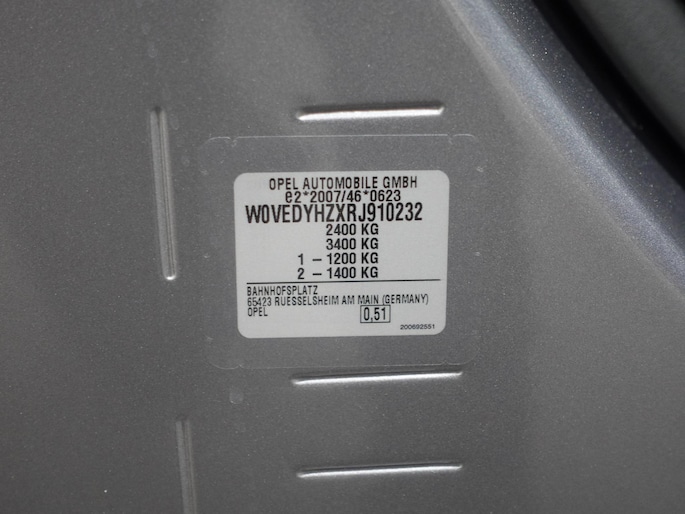 OPEL AUTOMOBILE GMBH
e2*2007/46*0623
W0VEDYHZXRJ910232
2400 KG
3400 KG
1 – 1200 KG
2 – 1400 KG
BAHNHOFSPLATZ
65423 RUESSELSHEIM AM MAIN (GERMANY)
OPEL 0,51
200692551